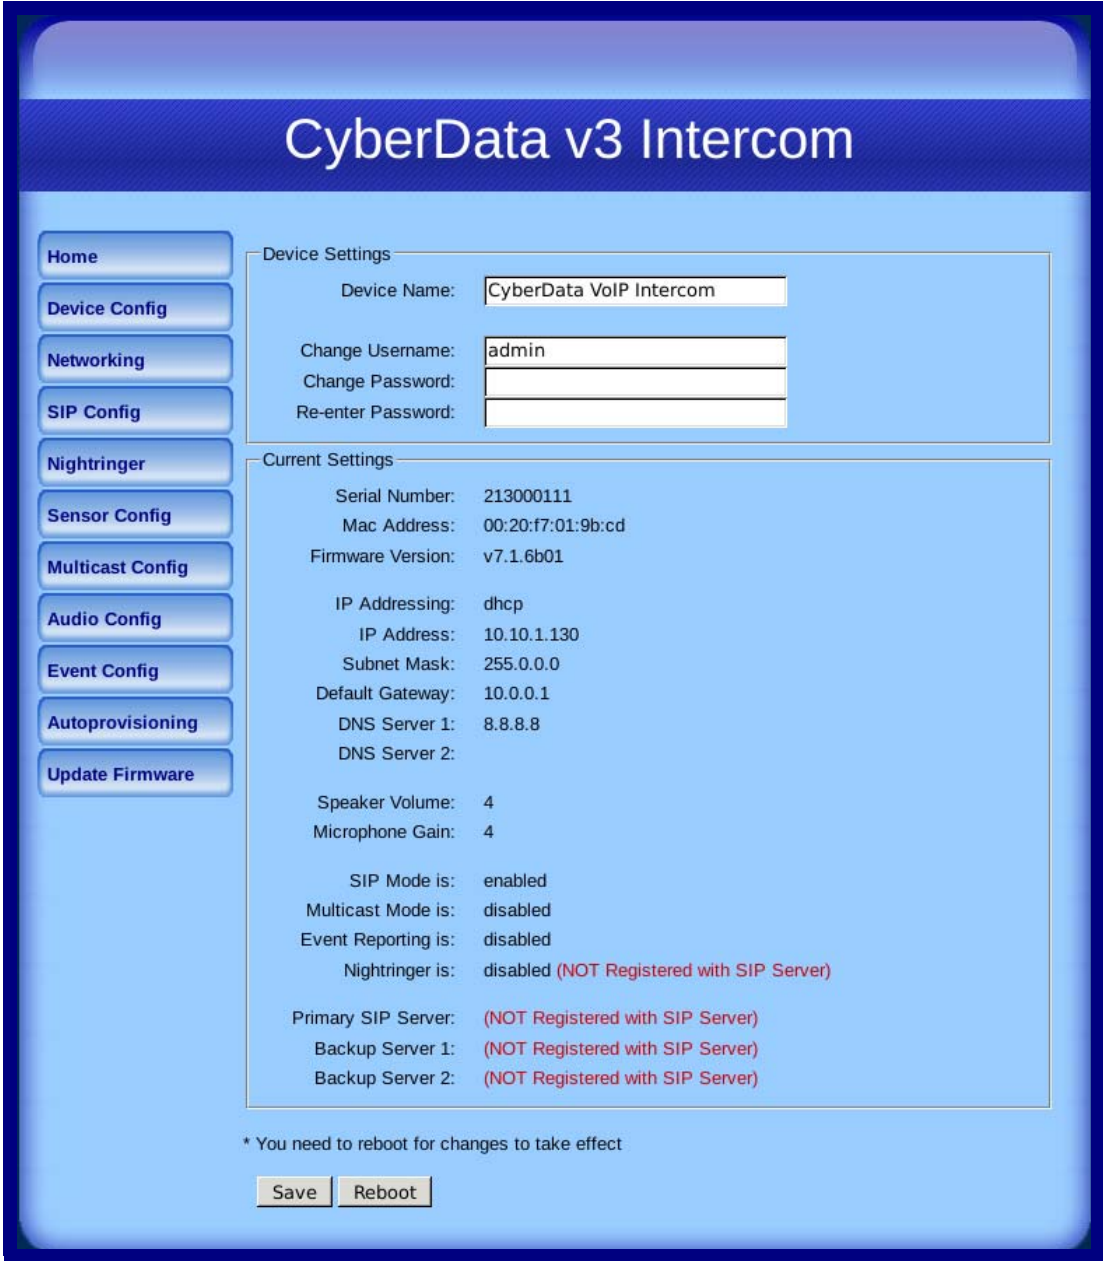 CyberData v3 Intercom
Home
Device Config
Networking
SIP Config
Nightringer
Sensor Config
Multicast Config
Audio Config
Event Config
Autoprovisioning
Update Firmware
Device Settings
Device Name: CyberData VoIP Intercom
Change Username: admin
Change Password:
Re-enter Password:
Current Settings
Serial Number: 213000111
Mac Address: 00:20:f7:01:9b:cd
Firmware Version: v7.1.6b01
IP Addressing: dhcp
IP Address: 10.10.1.130
Subnet Mask: 255.0.0.0
Default Gateway: 10.0.0.1
DNS Server 1: 8.8.8.8
DNS Server 2:
Speaker Volume: 4
Microphone Gain: 4
SIP Mode is: enabled
Multicast Mode is: disabled
Event Reporting is: disabled
Nightringer is: disabled (NOT Registered with SIP Server)
Primary SIP Server: (NOT Registered with SIP Server)
Backup Server 1: (NOT Registered with SIP Server)
Backup Server 2: (NOT Registered with SIP Server)
* You need to reboot for changes to take effect
Save Reboot